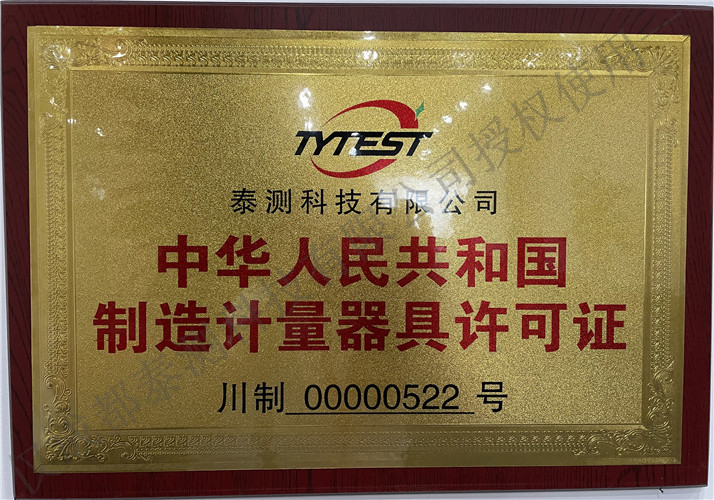 TYTEST
泰测科技有限公司
中华人民共和国
制造计量器具许可证
川制 00000522 号